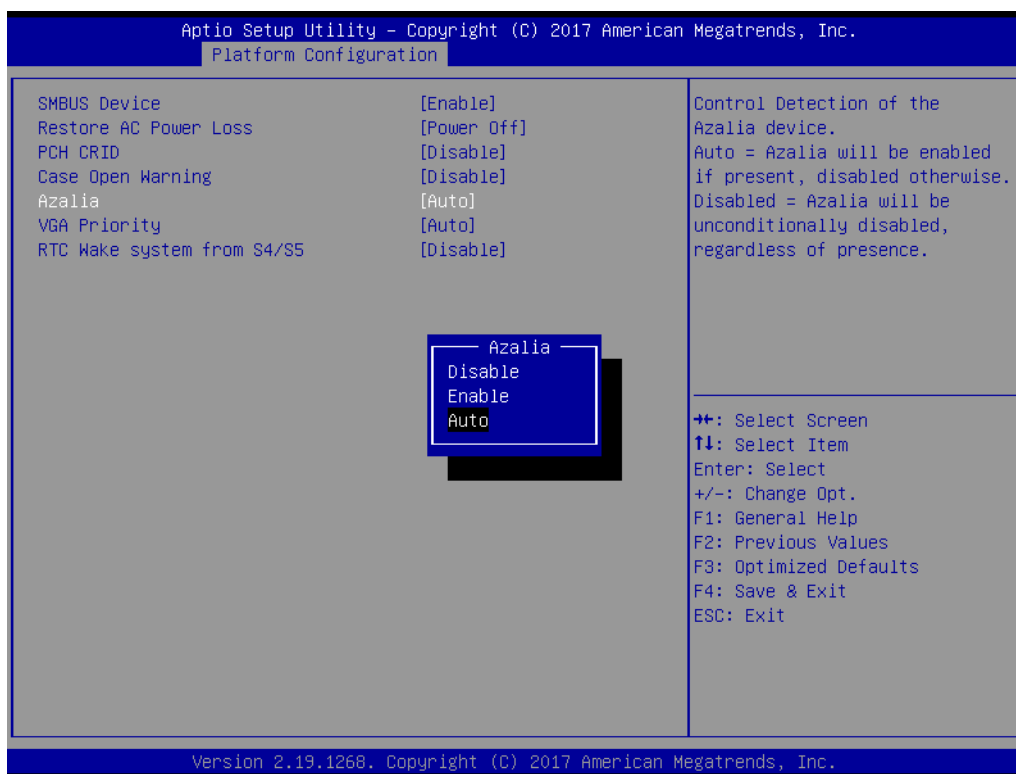 Aptio Setup Utility – Copyright (C) 2017 American Megatrends, Inc.
Platform Configuration
SMBUS Device [Enable]
Restore AC Power Loss [Power Off]
PCH CRID [Disable]
Case Open Warning [Disable]
Azalia [Auto]
VGA Priority [Auto]
RTC Wake system from S4/S5 [Disable]
Control Detection of the
Azalia device.
Auto = Azalia will be enabled
if present, disabled otherwise.
Disabled = Azalia will be
unconditionally disabled,
regardless of presence.
Azalia
Disable
Enable
Auto
→←: Select Screen
↑↓: Select Item
Enter: Select
+/-: Change Opt.
F1: General Help
F2: Previous Values
F3: Optimized Defaults
F4: Save & Exit
ESC: Exit
Version 2.19.1268. Copyright (C) 2017 American Megatrends, Inc.